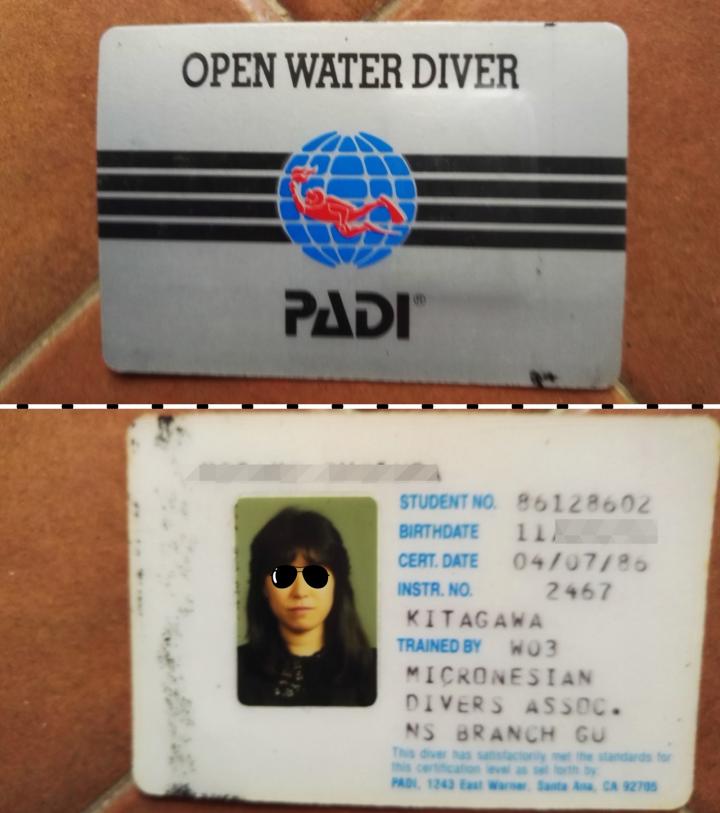 OPEN WATER DIVER
PADI®
STUDENT NO. 86128602
BIRTHDATE 11/
CERT. DATE 04/07/86
INSTR. NO. 2467
KITAGAWA
TRAINED BY W03
MICRONESIAN
DIVERS ASSOC.
NS BRANCH GU
This diver has satisfactorily met the standards for
this certification level as set forth by:
PADI, 1243 East Warner, Santa Ana, CA 92705